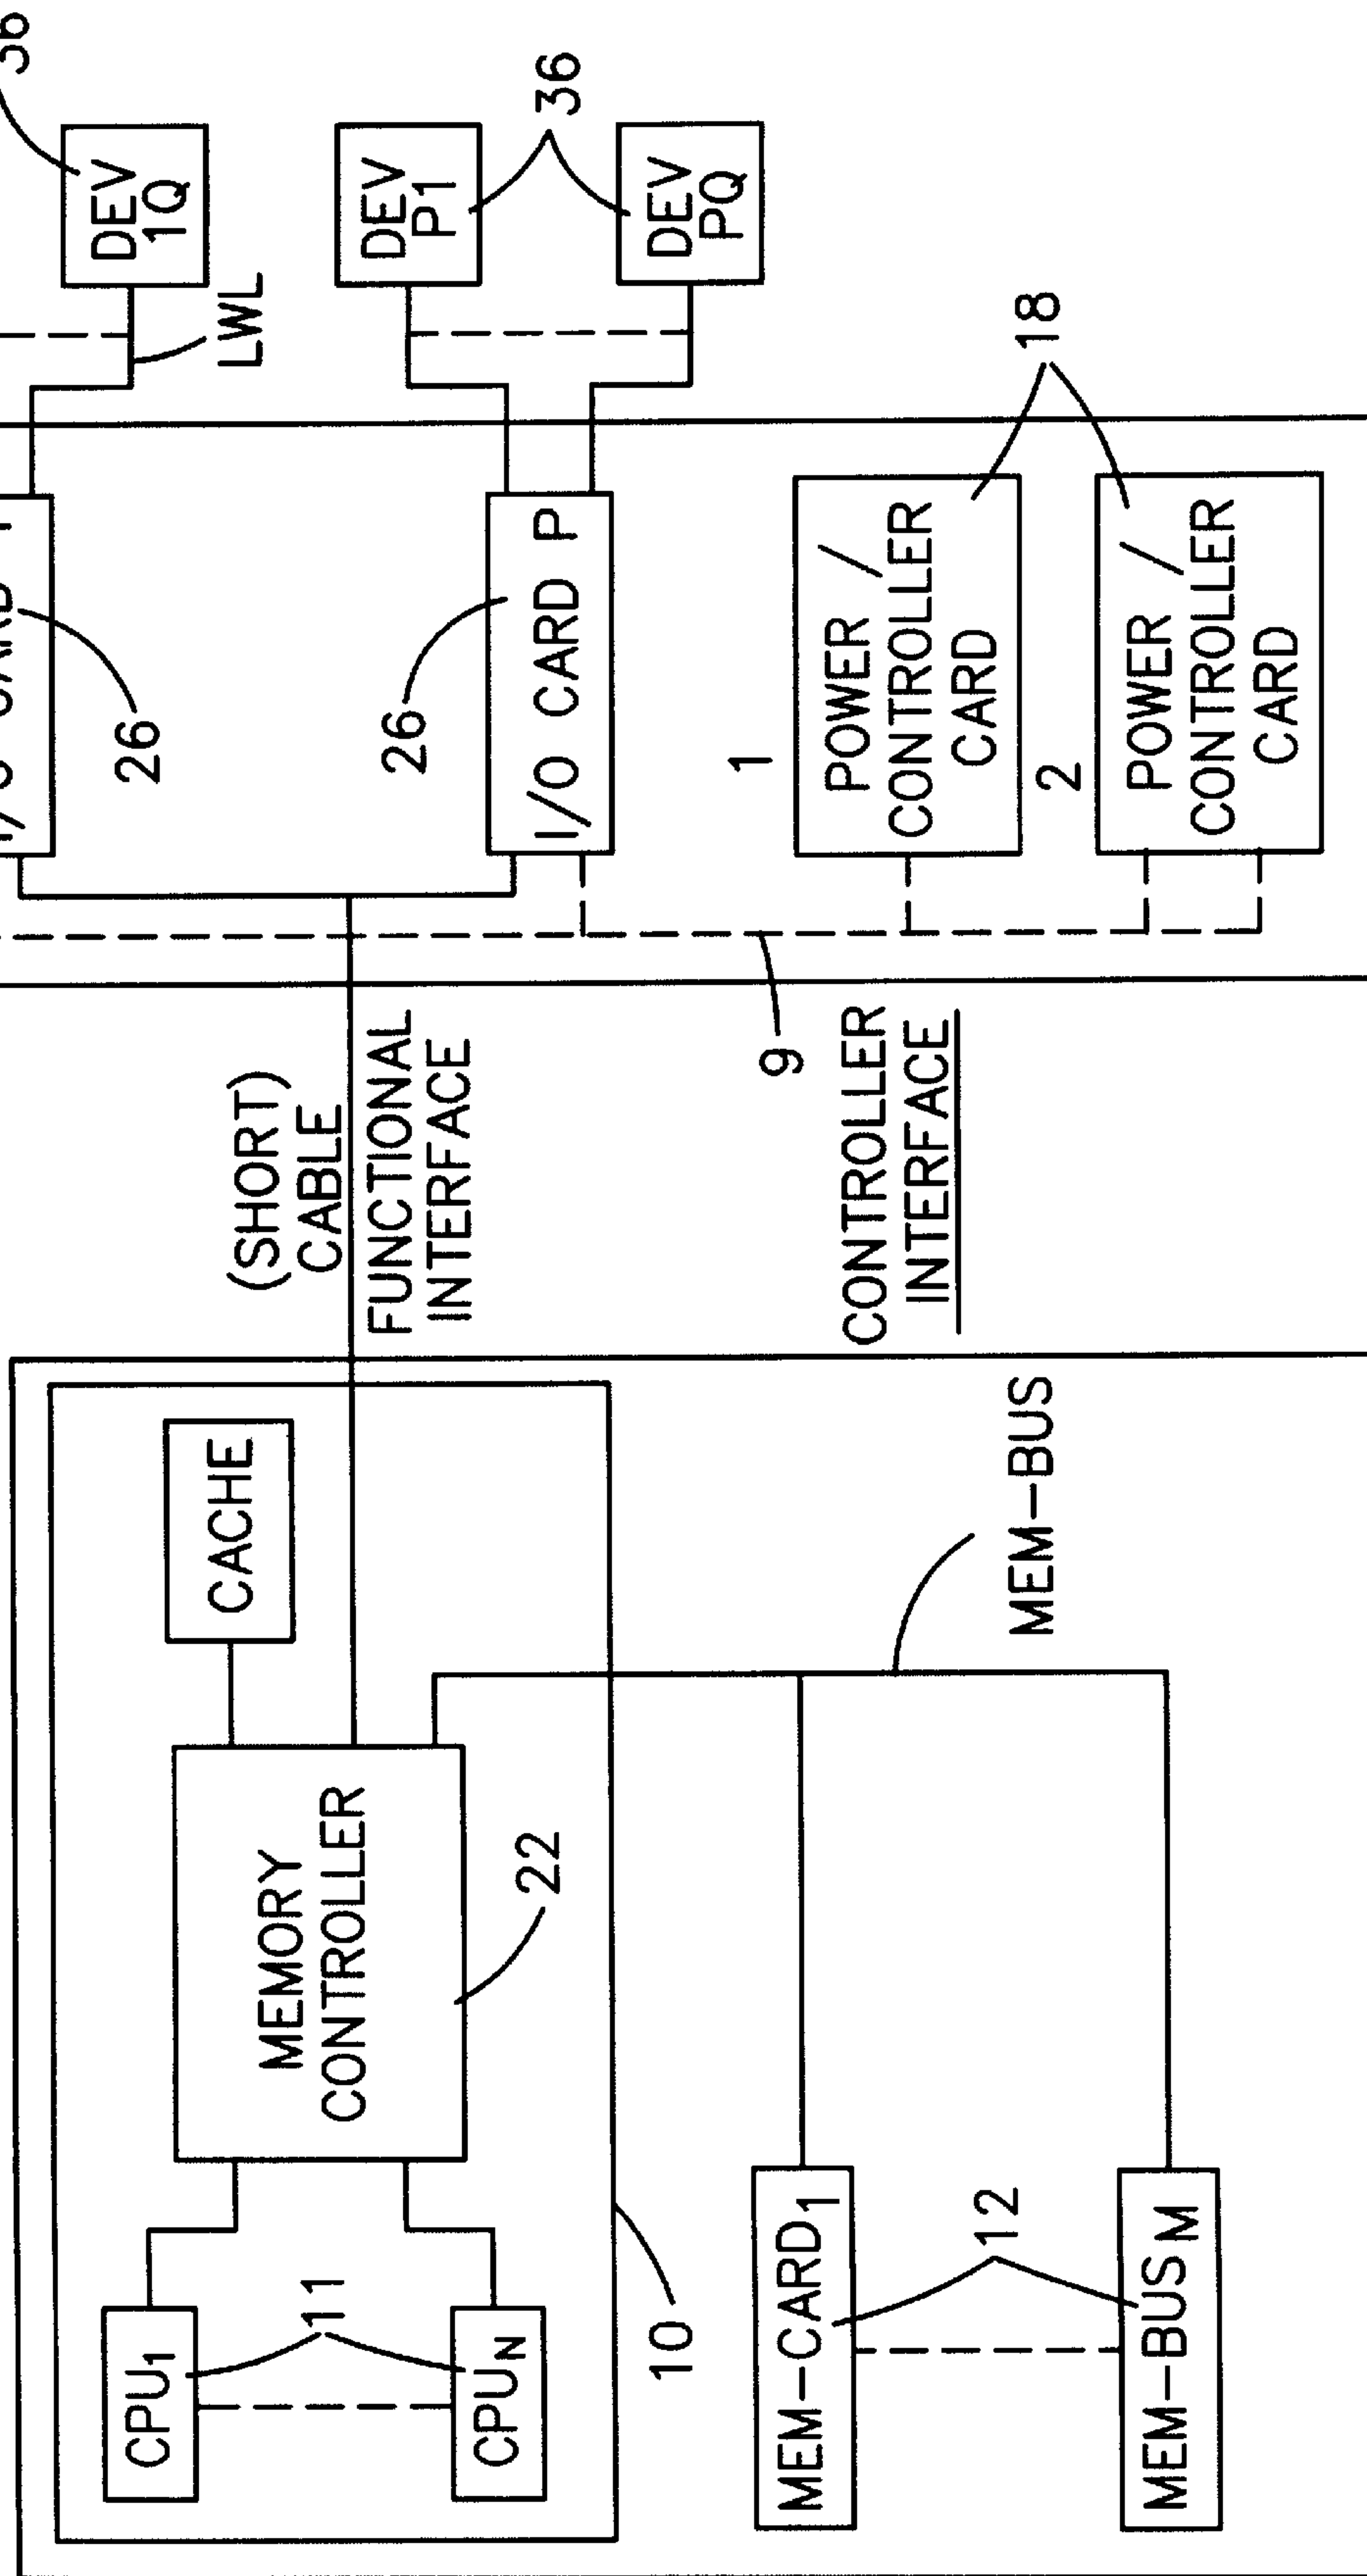 CPU1
11
CPUN
MEMORY
CONTROLLER
22
CACHE
10
MEM-CARD1
12
MEM-BUSM
MEM-BUS
(SHORT)
CABLE
FUNCTIONAL
INTERFACE
CONTROLLER
INTERFACE
9
26
26
I/O CARD P
1
POWER /
CONTROLLER
CARD
2
POWER /
CONTROLLER
CARD
18
LWL
DEV
1Q
DEV
P1
DEV
PQ
36
36